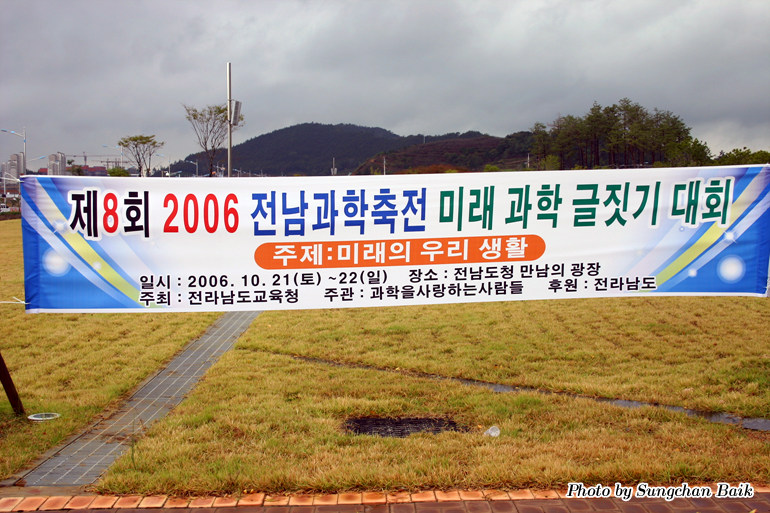 제8회 2006 전남과학축전 미래 과학 글짓기 대회
주제:미래의 우리 생활
일시 : 2006. 10. 21(토) ~22(일) 장소 : 전남도청 만남의 광장
주최 : 전라남도교육청 주관 : 과학을사랑하는사람들 후원 : 전라남도
Photo by Sungchan Baik